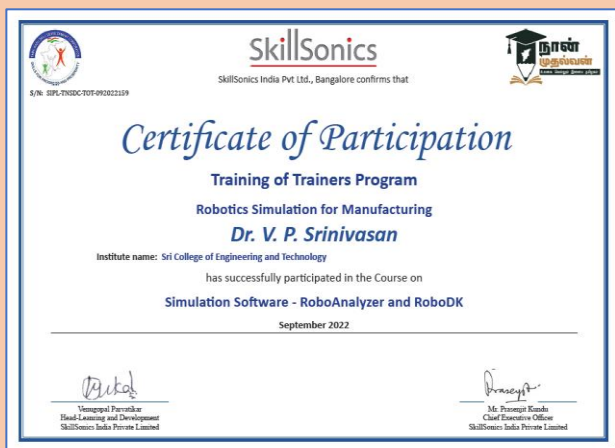 SkillSonics
நான்
முதல்வன்
SkillSonics India Pvt Ltd., Bangalore confirms that
S/N: SIPL-TNSDC-TOT-092022159
Certificate of Participation
Training of Trainers Program
Robotics Simulation for Manufacturing
Dr. V. P. Srinivasan
Institute name: Sri College of Engineering and Technology
has successfully participated in the Course on
Simulation Software - RoboAnalyzer and RoboDK
September 2022
Venugopal Parvatikar
Head-Learning and Development
SkillSonics India Private Limited
Mr. Prasenjit Kundu
Chief Executive Officer
SkillSonics India Private Limited